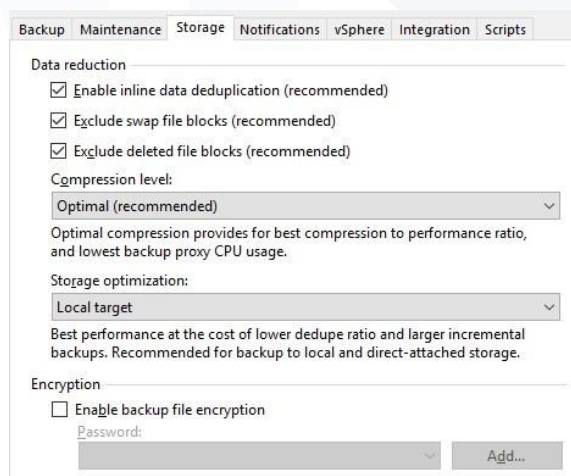 Backup Maintenance Storage Notifications vSphere Integration Scripts
Data reduction
Enable inline data deduplication (recommended)
Exclude swap file blocks (recommended)
Exclude deleted file blocks (recommended)
Compression level:
Optimal (recommended)
Optimal compression provides for best compression to performance ratio,
and lowest backup proxy CPU usage.
Storage optimization:
Local target
Best performance at the cost of lower dedupe ratio and larger incremental
backups. Recommended for backup to local and direct-attached storage.
Encryption
Enable backup file encryption
Password:
Add...